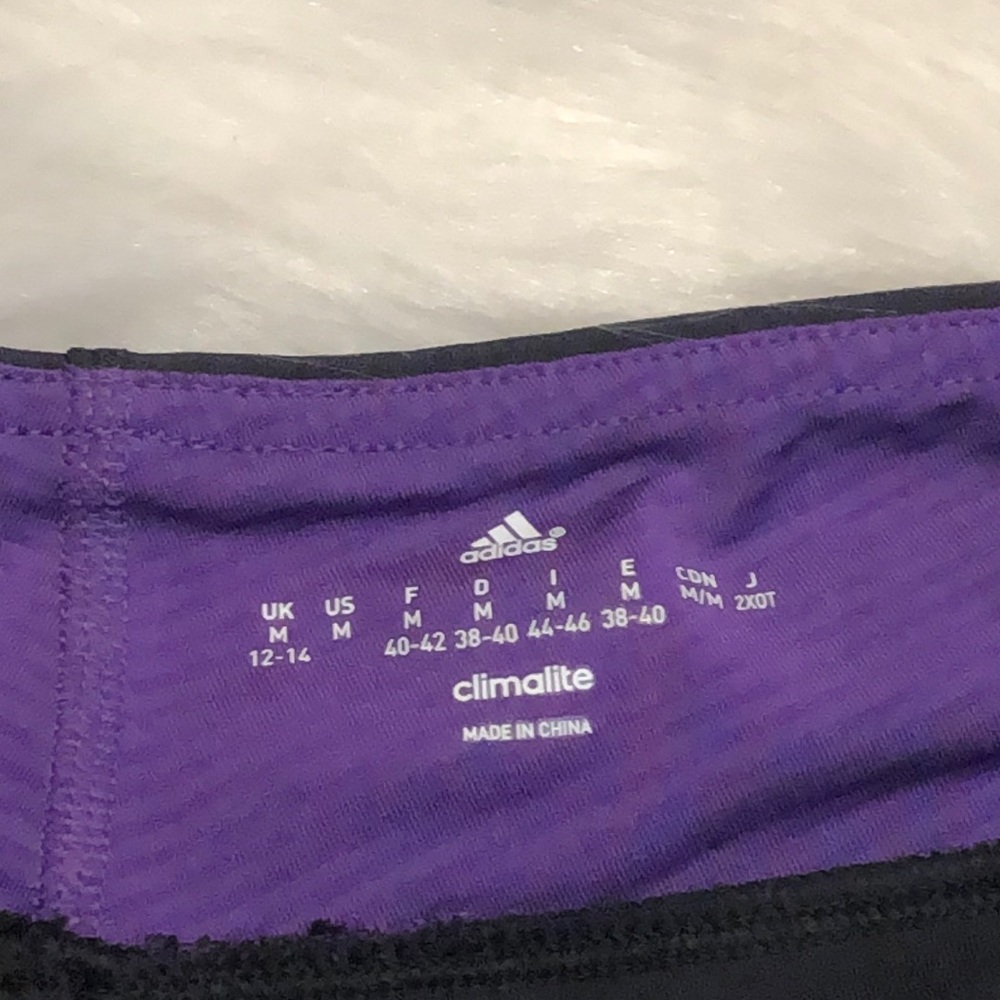 adidas®
UK US F D I E CDN J
M M M M M M M/M 2XOT
12-14 40-42 38-40 44-46 38-40
climalite
MADE IN CHINA